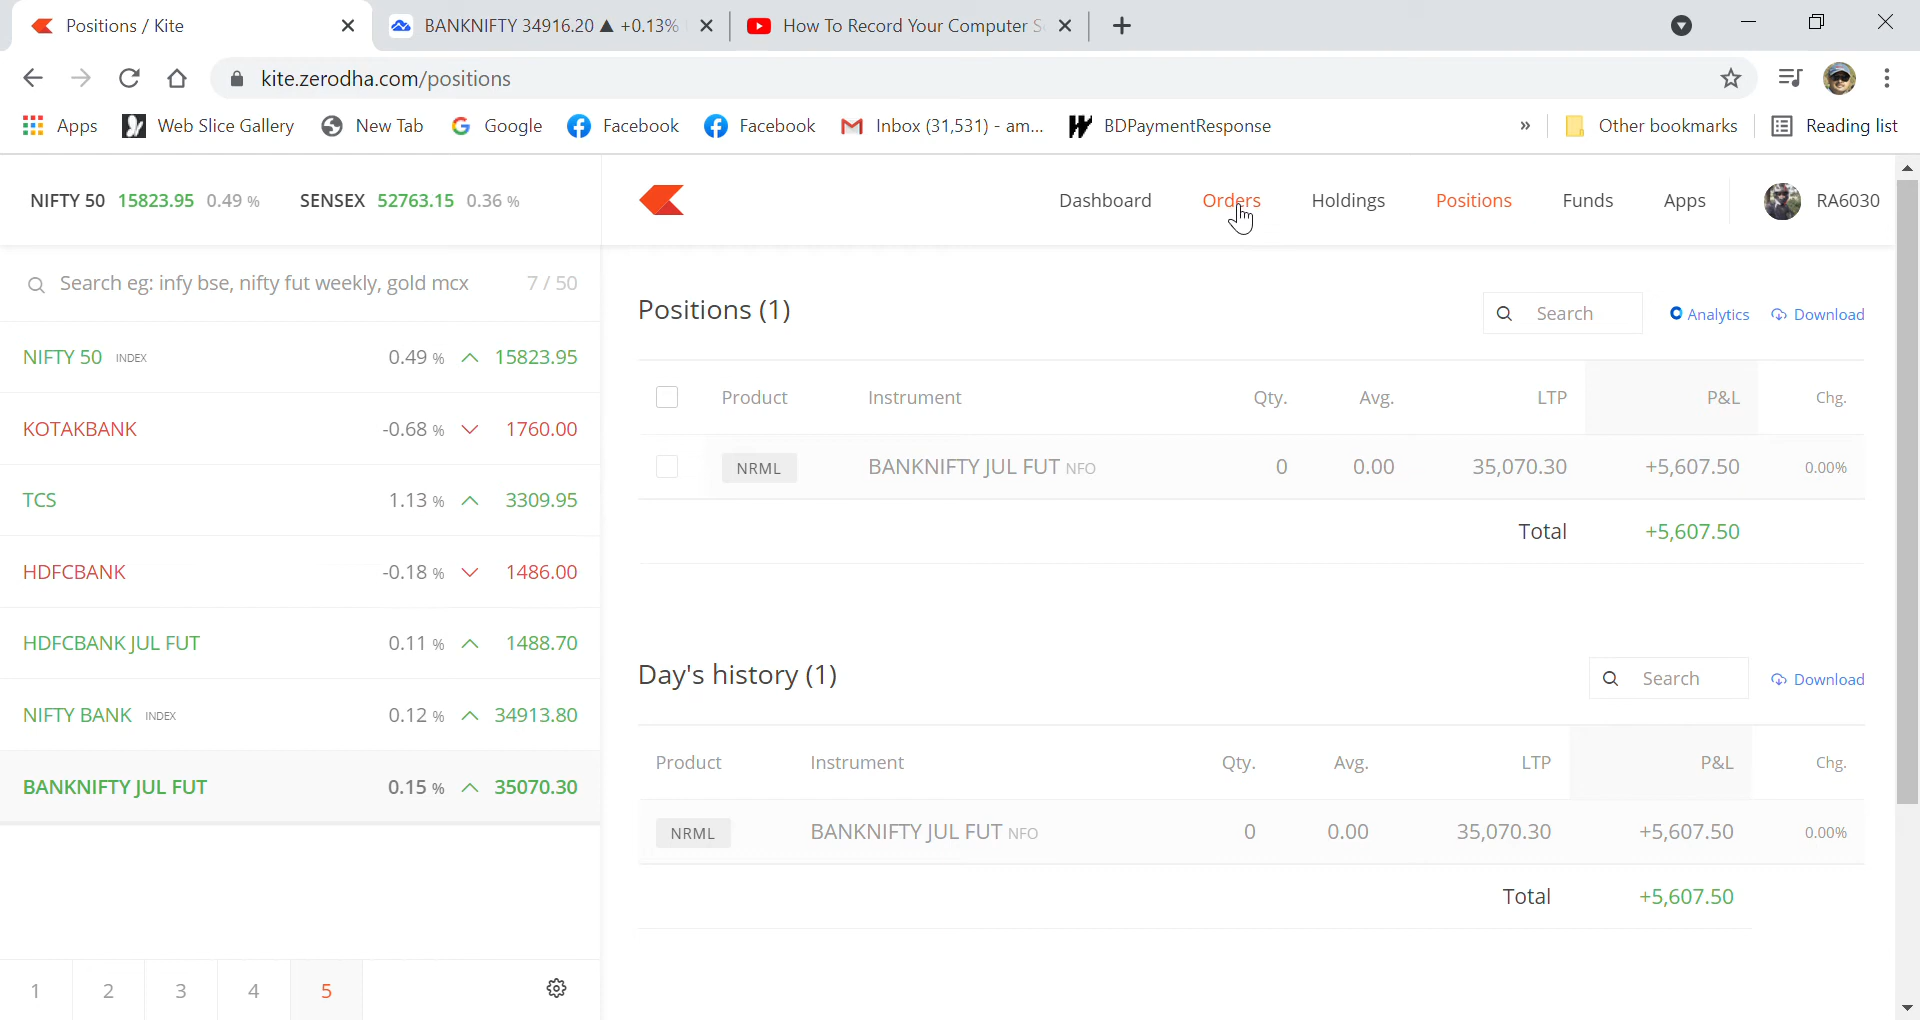 Positions / Kite
BANKNIFTY 34916.20 ▲ +0.13%
How To Record Your Computer S
kite.zerodha.com/positions
Apps Web Slice Gallery New Tab Google Facebook Facebook Inbox (31,531) - am... BDPaymentResponse » Other bookmarks Reading list
NIFTY 50 15823.95 0.49 % SENSEX 52763.15 0.36 %
Dashboard Orders Holdings Positions Funds Apps RA6030
Search eg: infy bse, nifty fut weekly, gold mcx 7 / 50
NIFTY 50 INDEX 0.49 % 15823.95
KOTAKBANK -0.68 % 1760.00
TCS 1.13 % 3309.95
HDFCBANK -0.18 % 1486.00
HDFCBANK JUL FUT 0.11 % 1488.70
NIFTY BANK INDEX 0.12 % 34913.80
BANKNIFTY JUL FUT 0.15 % 35070.30
1 2 3 4 5
Positions (1) Search Analytics Download
Product Instrument Qty. Avg. LTP P&L Chg.
NRML BANKNIFTY JUL FUT NFO 0 0.00 35,070.30 +5,607.50 0.00%
Total +5,607.50
Day's history (1) Search Download
Product Instrument Qty. Avg. LTP P&L Chg.
NRML BANKNIFTY JUL FUT NFO 0 0.00 35,070.30 +5,607.50 0.00%
Total +5,607.50